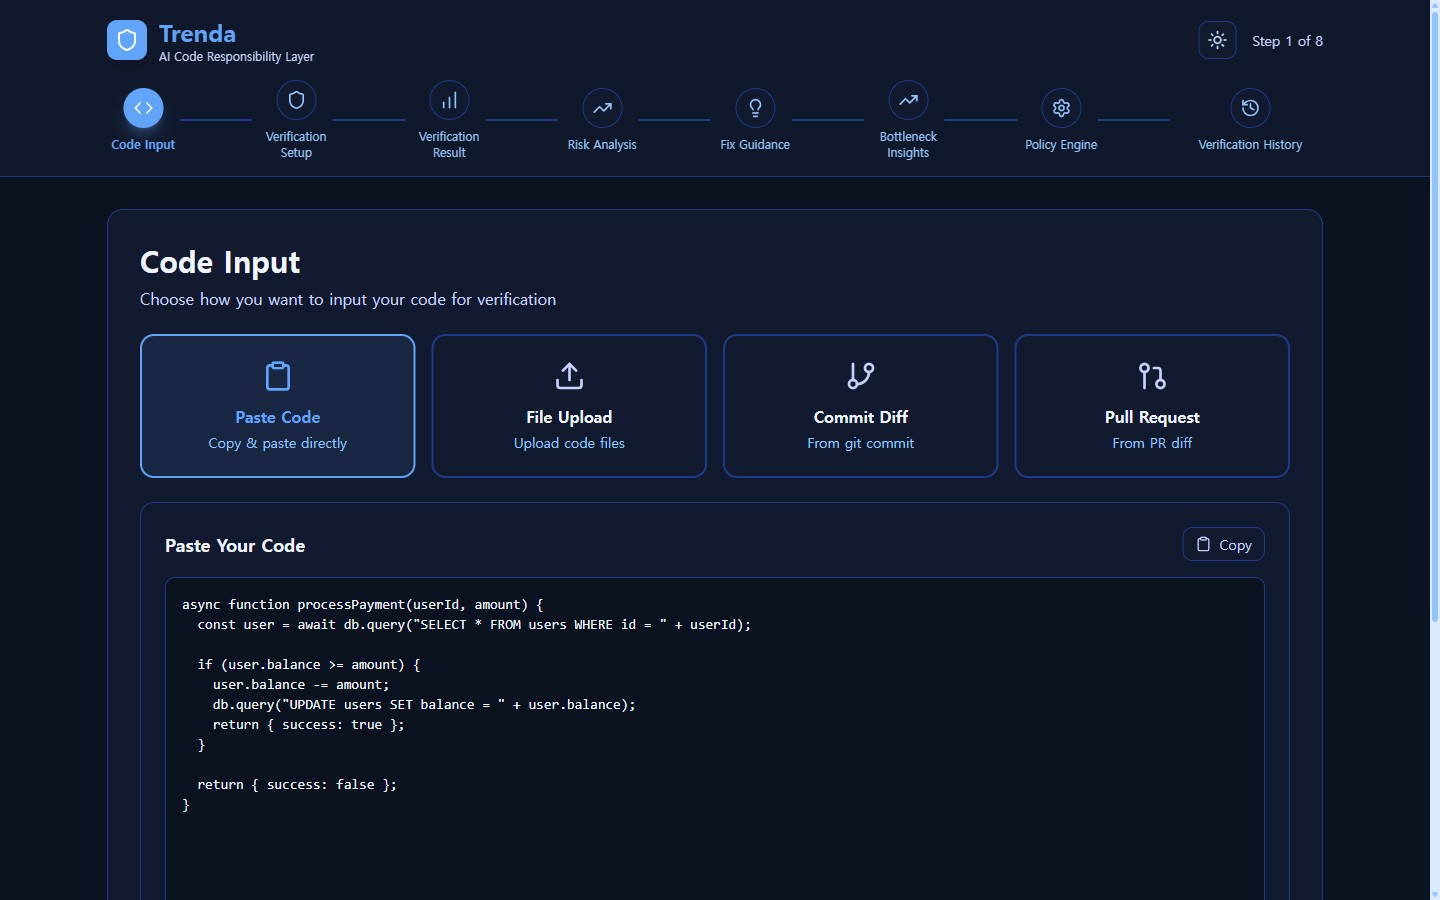 Trenda
AI Code Responsibility Layer
Step 1 of 8
Code Input
Verification
Setup
Verification
Result
Risk Analysis
Fix Guidance
Bottleneck
Insights
Policy Engine
Verification History
Code Input
Choose how you want to input your code for verification
Paste Code
Copy & paste directly
File Upload
Upload code files
Commit Diff
From git commit
Pull Request
From PR diff
Paste Your Code
Copy
async function processPayment(userId, amount) {
  const user = await db.query("SELECT * FROM users WHERE id = " + userId);
  if (user.balance >= amount) {
    user.balance -= amount;
    db.query("UPDATE users SET balance = " + user.balance);
    return { success: true };
  }
  return { success: false };
}